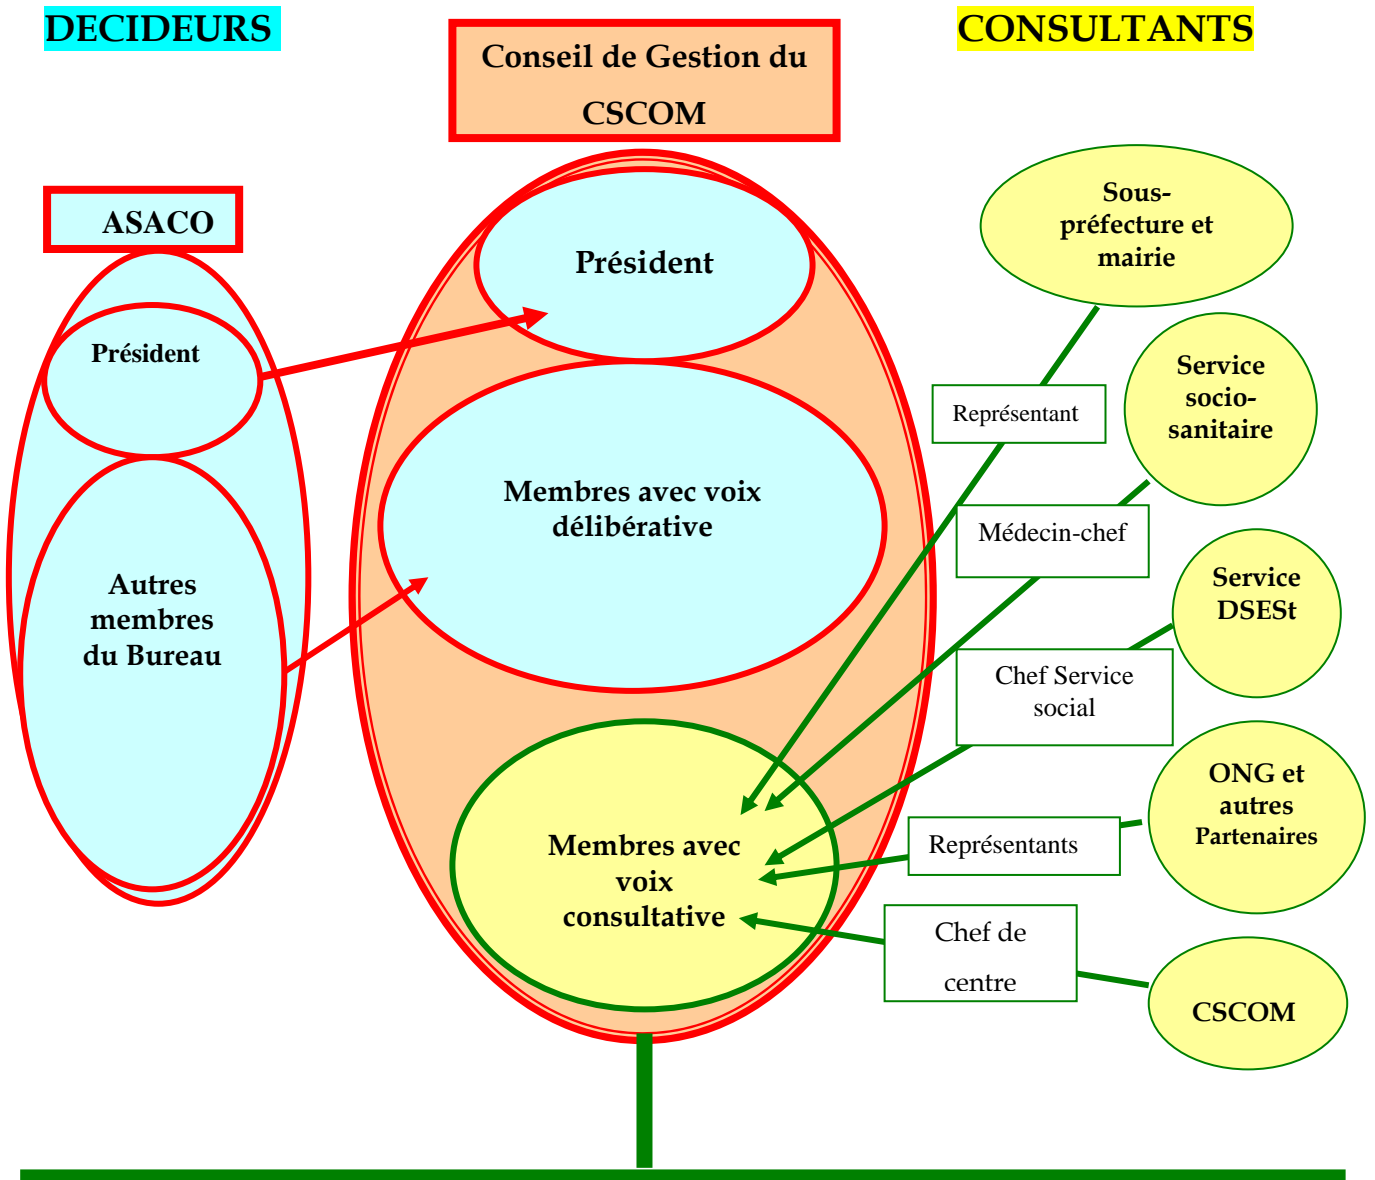 DECIDEURS
Conseil de Gestion du
CSCOM
CONSULTANTS
ASACO
Président
Autres
membres
du Bureau
Président
Membres avec voix
délibérative
Membres avec
voix
consultative
Sous-
préfecture et
mairie
Représentant
Service
socio-
sanitaire
Médecin-chef
Service
DSESt
Chef Service
social
ONG et
autres
Partenaires
Représentants
Chef de
centre
CSCOM